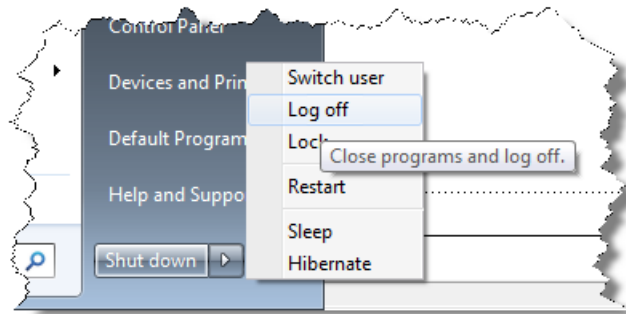 Control Panel
Devices and Prin
Default Program
Help and Suppo
Shut down
Switch user
Log off
Lock
Close programs and log off.
Restart
Sleep
Hibernate